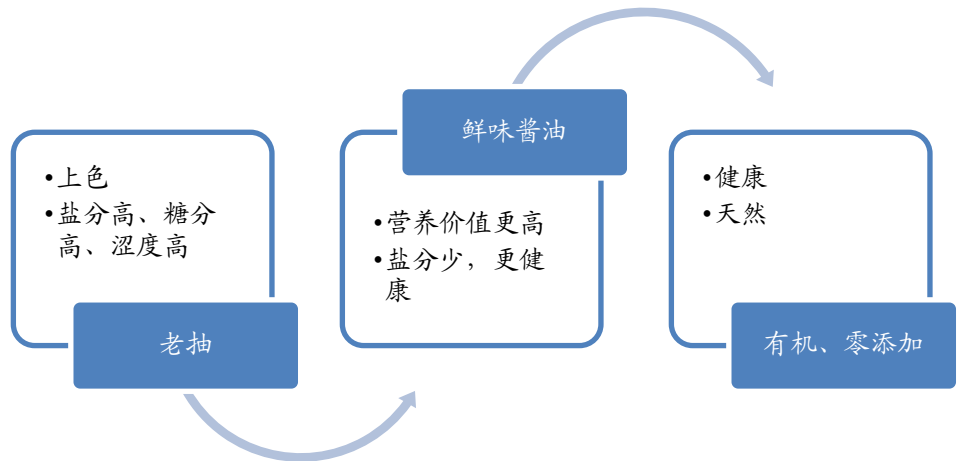 •上色
•盐分高、糖分
高、涩度高
老抽
鲜味酱油
•营养价值更高
•盐分少，更健
康
•健康
•天然
有机、零添加